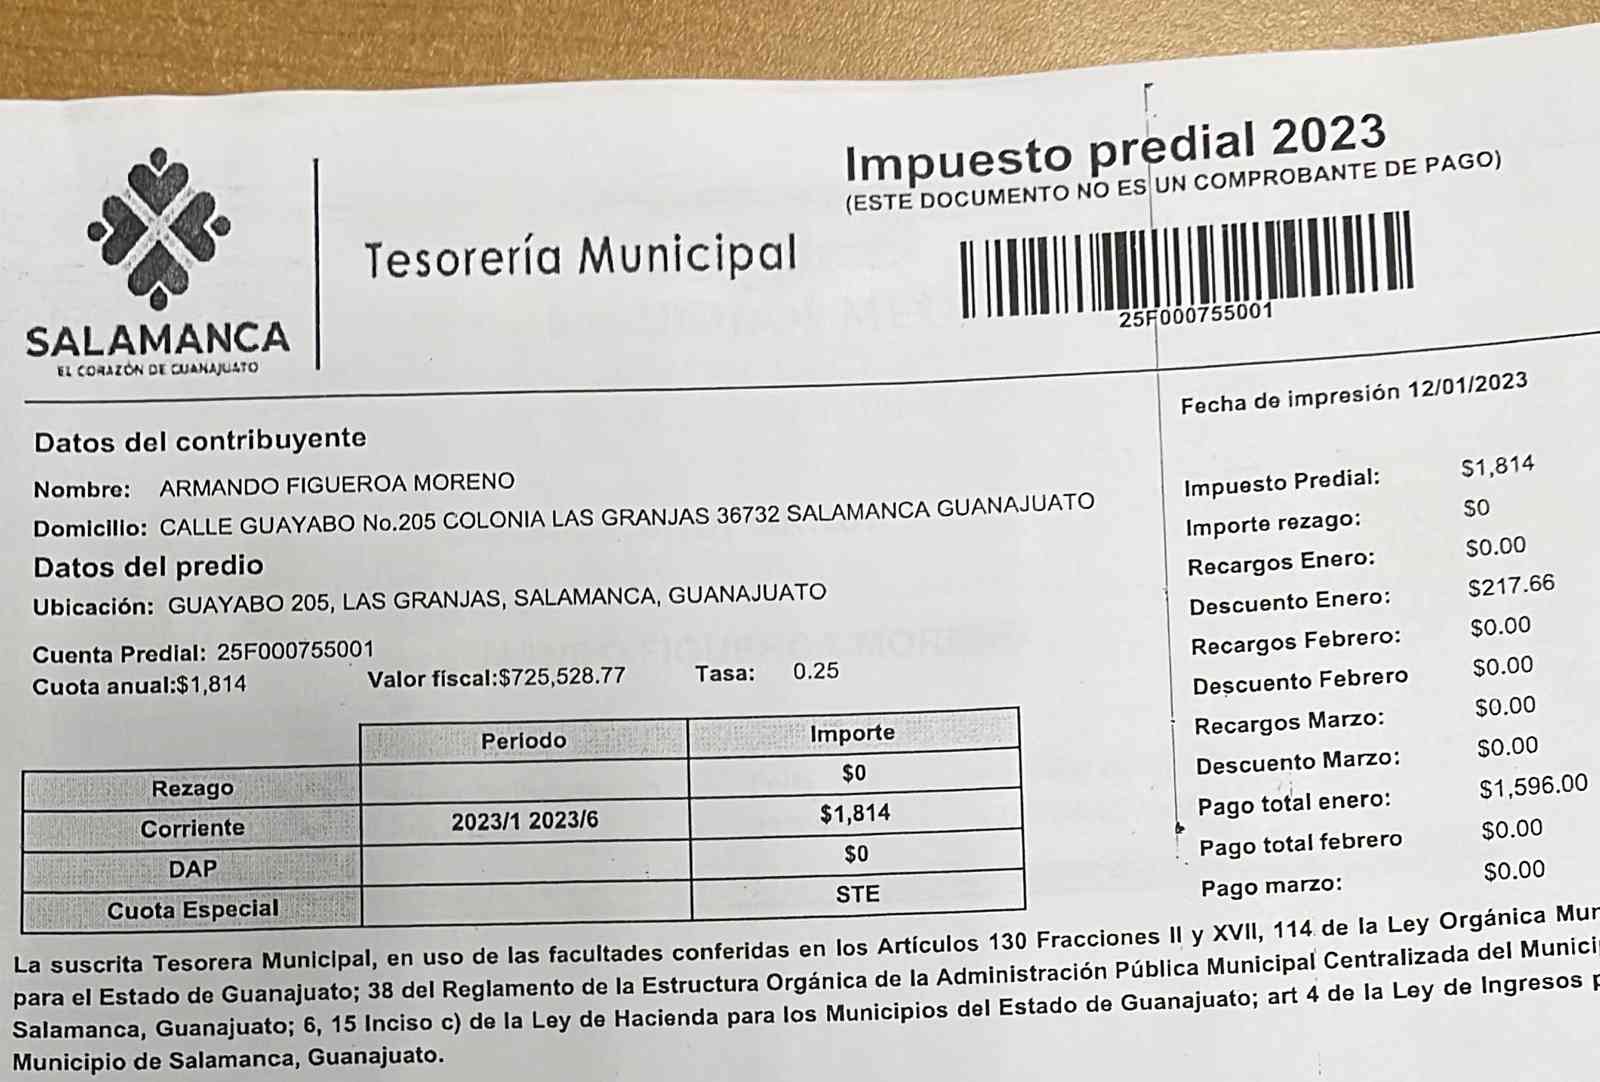 Impuesto predial 2023
(ESTE DOCUMENTO NO ES UN COMPROBANTE DE PAGO)
Tesorería Municipal
25F000755001
SALAMANCA
EL CORAZÓN DE GUANAJUATO
Fecha de impresión 12/01/2023
Datos del contribuyente
Nombre: ARMANDO FIGUEROA MORENO
Domicilio: CALLE GUAYABO No.205 COLONIA LAS GRANJAS 36732 SALAMANCA GUANAJUATO
Datos del predio
Ubicación: GUAYABO 205, LAS GRANJAS, SALAMANCA, GUANAJUATO
Cuenta Predial: 25F000755001
Cuota anual:$1,814 Valor fiscal:$725,528.77 Tasa: 0.25
Periodo Importe
Rezago $0
Corriente 2023/1 2023/6 $1,814
DAP $0
Cuota Especial STE
Impuesto Predial: $1,814
Importe rezago: $0
Recargos Enero: $0.00
Descuento Enero: $217.66
Recargos Febrero: $0.00
Descuento Febrero $0.00
Recargos Marzo: $0.00
Descuento Marzo: $0.00
Pago total enero: $1,596.00
Pago total febrero $0.00
Pago marzo: $0.00
La suscrita Tesorera Municipal, en uso de las facultades conferidas en los Artículos 130 Fracciones II y XVII, 114 de la Ley Orgánica Mun
para el Estado de Guanajuato; 38 del Reglamento de la Estructura Orgánica de la Administración Pública Municipal Centralizada del Munici
Salamanca, Guanajuato; 6, 15 Inciso c) de la Ley de Hacienda para los Municipios del Estado de Guanajuato; art 4 de la Ley de Ingresos p
Municipio de Salamanca, Guanajuato.